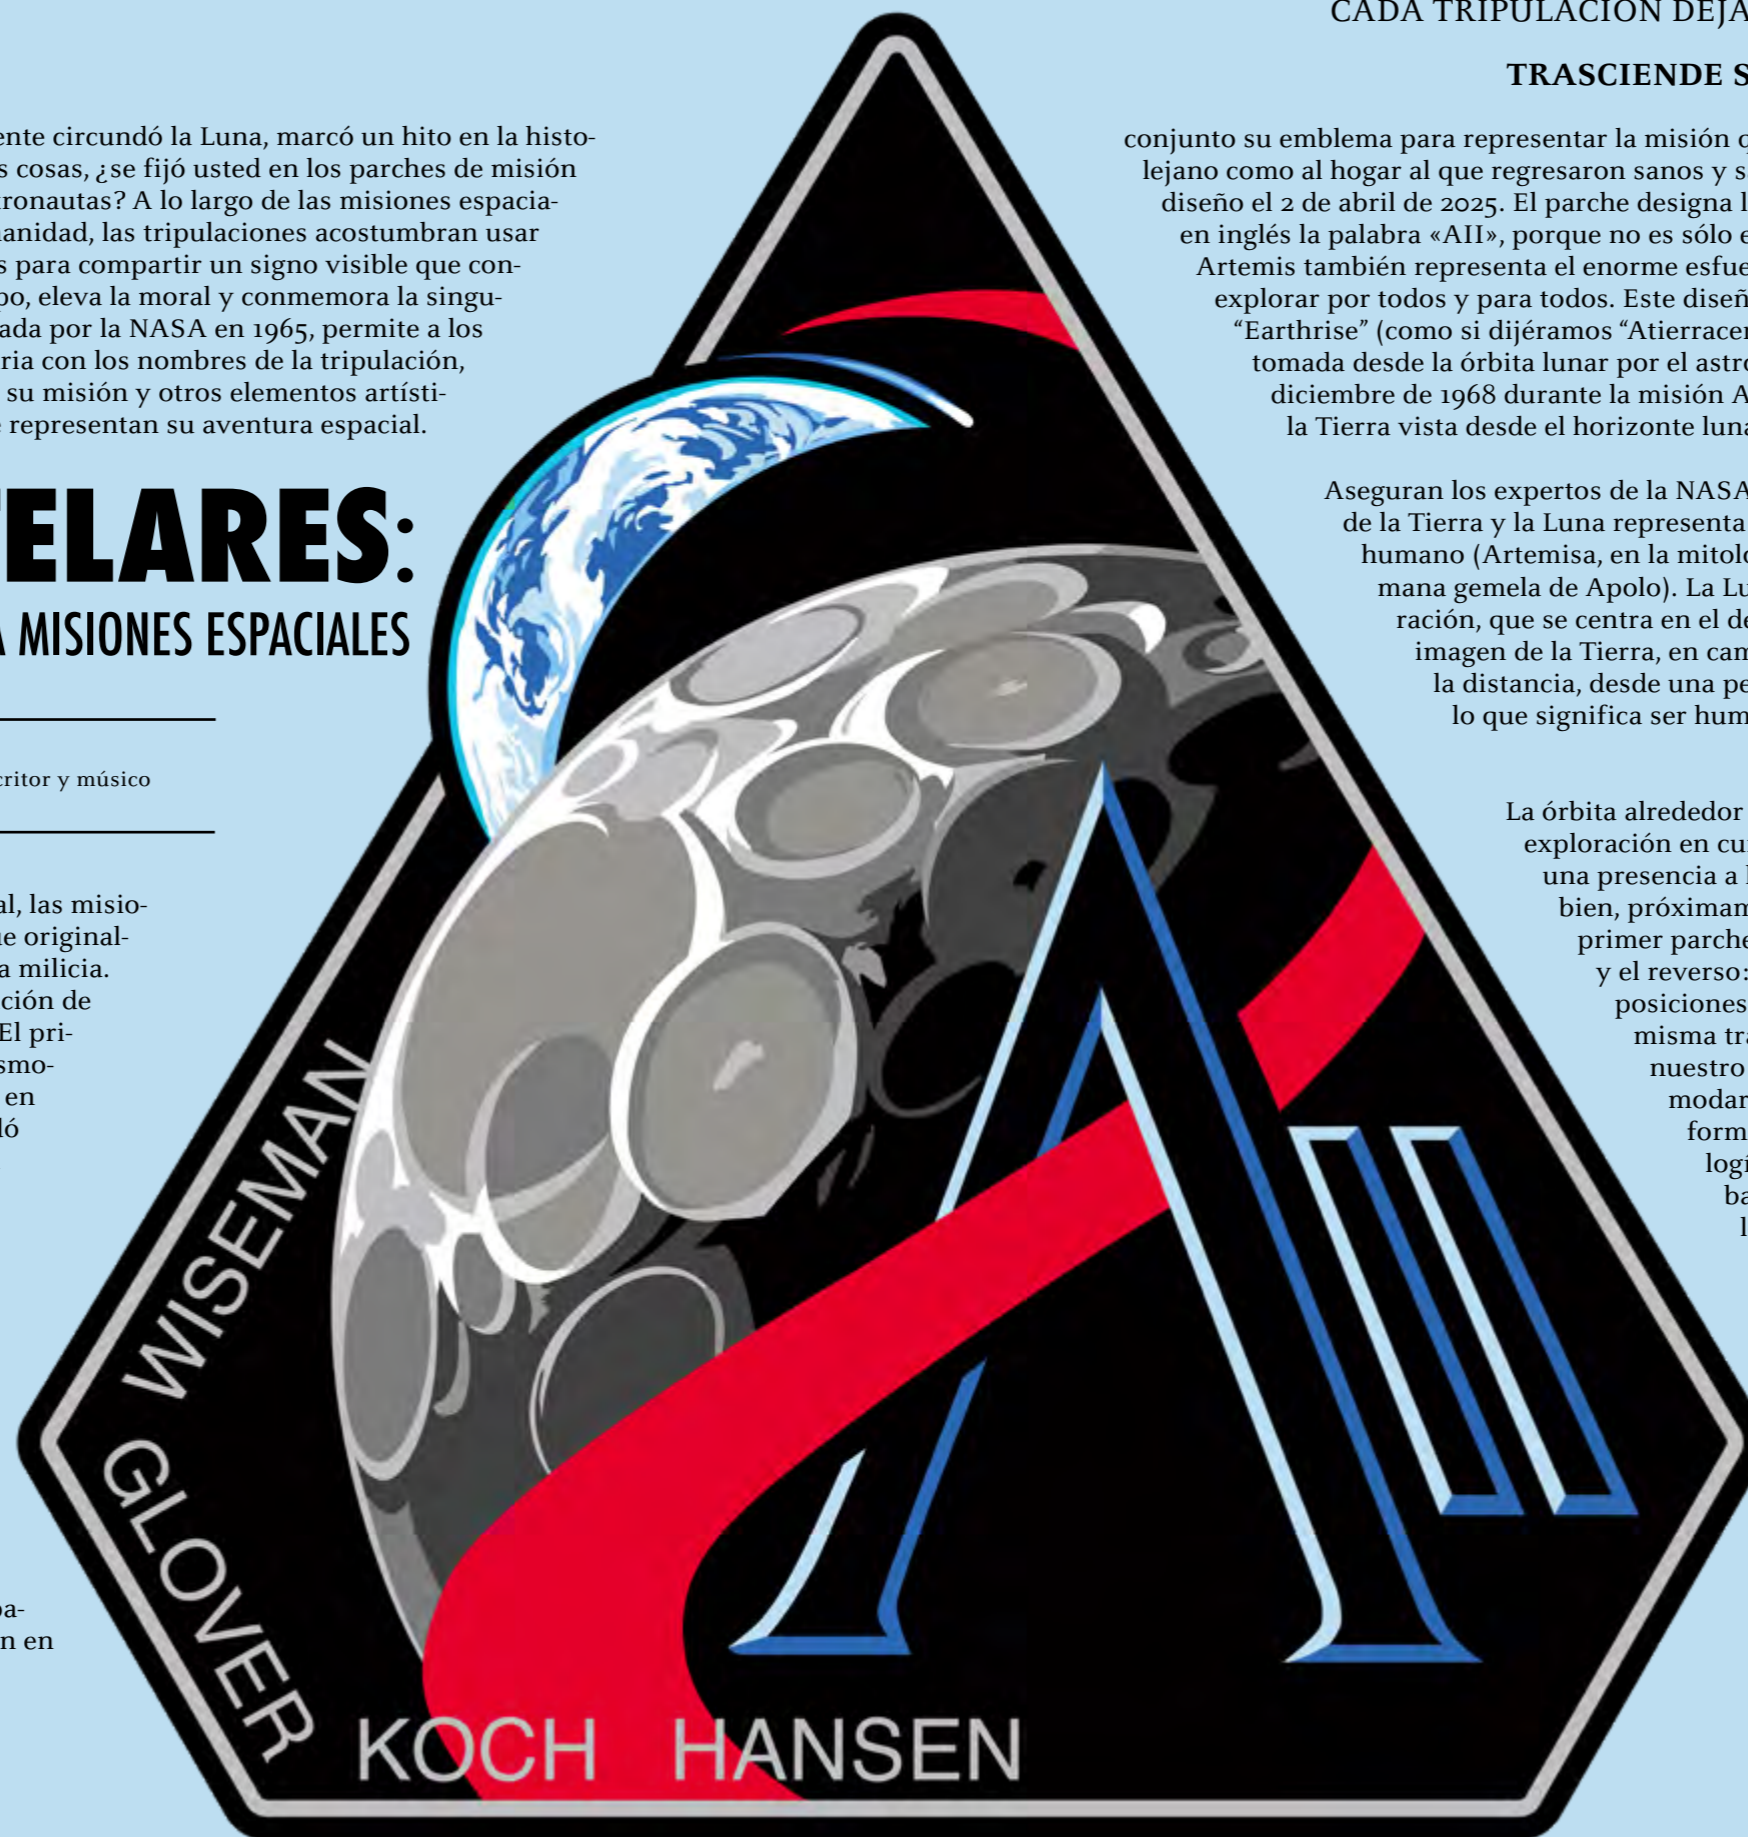 ente circundó la Luna, marcó un hito en la histo-
s cosas, ¿se fijó usted en los parches de misión
tronautas? A lo largo de las misiones espacia-
manidad, las tripulaciones acostumbran usar
s para compartir un signo visible que con-
po, eleva la moral y conmemora la singu-
ada por la NASA en 1965, permite a los
ria con los nombres de la tripulación,
su misión y otros elementos artísti-
e representan su aventura espacial.
TELARES:
A MISIONES ESPACIALES
critor y músico
al, las misio-
ue original-
a milicia.
ción de
El pri-
smo-
en
ló
pa-
n en
WISEMAN
GLOVER
KOCH HANSEN
AII
CADA TRIPULACIÓN DEJA
TRASCIENDE S
conjunto su emblema para representar la misión q
lejano como al hogar al que regresaron sanos y s
diseño el 2 de abril de 2025. El parche designa l
en inglés la palabra «AII», porque no es sólo e
Artemis también representa el enorme esfue
explorar por todos y para todos. Este diseñ
“Earthrise” (como si dijéramos “Atierracer
tomada desde la órbita lunar por el astro
diciembre de 1968 durante la misión A
la Tierra vista desde el horizonte luna
Aseguran los expertos de la NASA
de la Tierra y la Luna representa
humano (Artemisa, en la mitolo
mana gemela de Apolo). La Lu
ración, que se centra en el de
imagen de la Tierra, en cam
la distancia, desde una pe
lo que significa ser hum
La órbita alrededor
exploración en cu
una presencia a l
bien, próximam
primer parche
y el reverso:
posiciones
misma tra
nuestro
modar
form
logí
ba
l